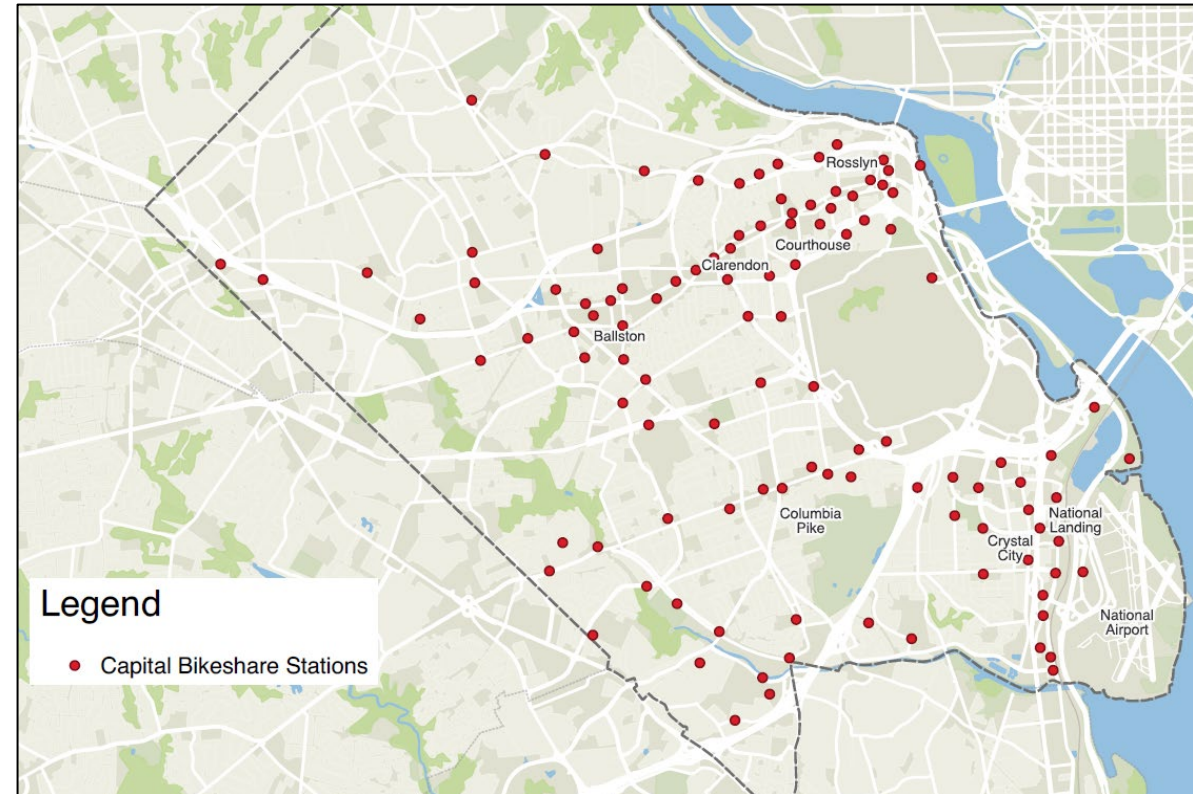 Rosslyn
Courthouse
Clarendon
Ballston
Columbia
Pike
National
Landing
Crystal
City
National
Airport
Legend
Capital Bikeshare Stations